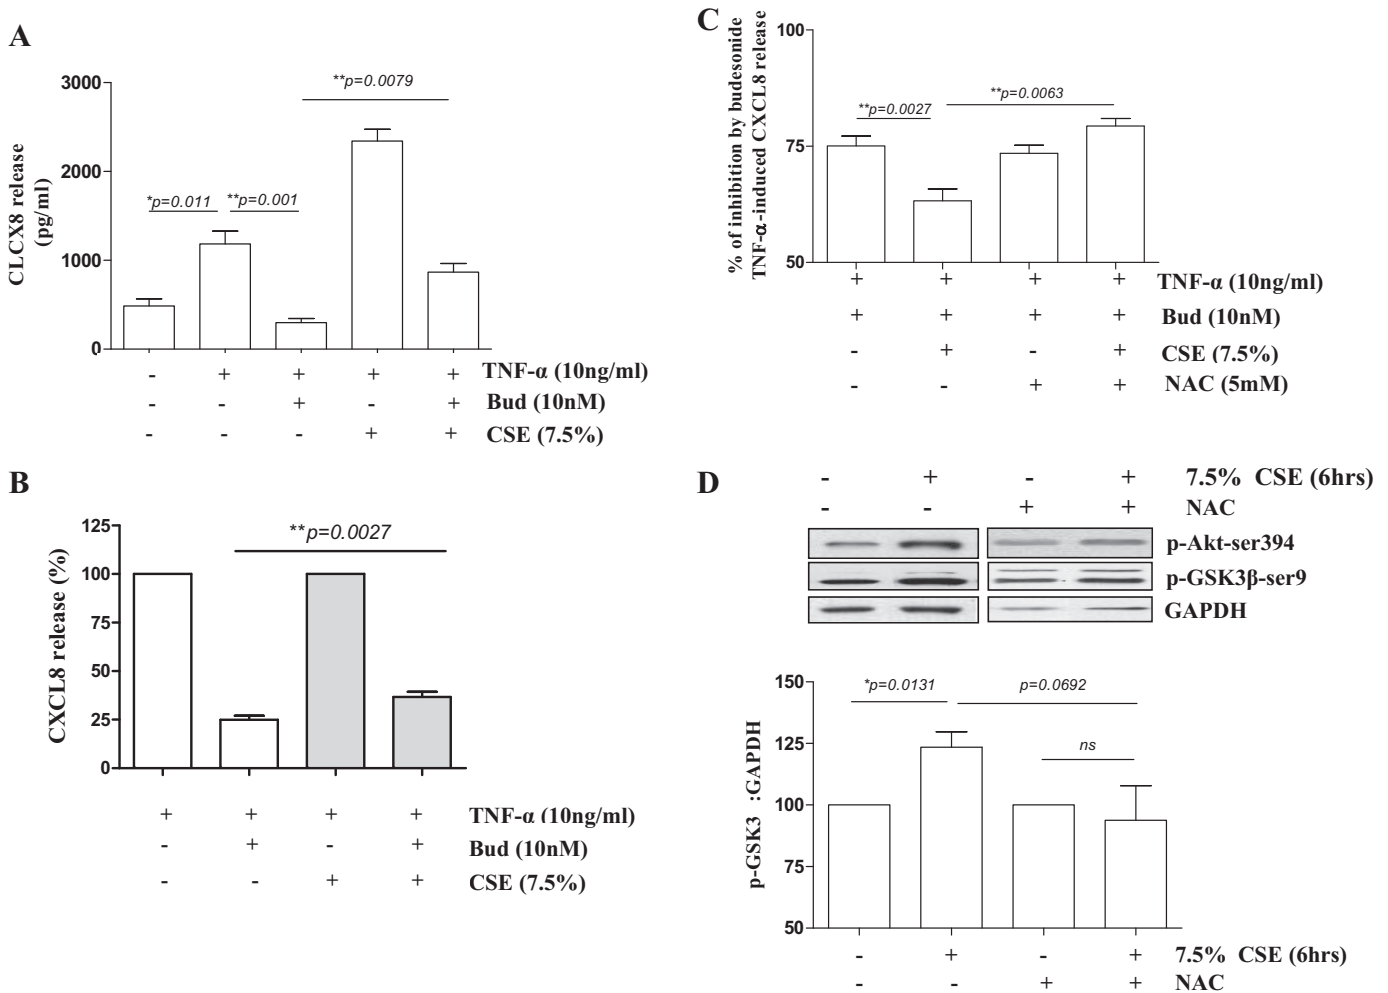 A
CLCX8 release
(pg/ml)
3000
2000
1000
0
*p=0.011
**p=0.001
**p=0.0079
- + + + + TNF-α (10ng/ml)
- - + - + Bud (10nM)
- - - + + CSE (7.5%)
B
CXCL8 release (%)
125
100
75
50
25
0
**p=0.0027
+ + + + TNF-α (10ng/ml)
- + - + Bud (10nM)
- - + + CSE (7.5%)
C
% of inhibition by budesonide
TNF-α-induced CXCL8 release
100
75
50
**p=0.0027
**p=0.0063
+ + + + TNF-α (10ng/ml)
+ + + + Bud (10nM)
- + - + CSE (7.5%)
- - + + NAC (5mM)
D
- + - + 7.5% CSE (6hrs)
- - + + NAC
p-Akt-ser394
p-GSK3β-ser9
GAPDH
p-GSK3 :GAPDH
150
125
100
75
50
*p=0.0131
p=0.0692
ns
- + - + 7.5% CSE (6hrs)
- - + + NAC